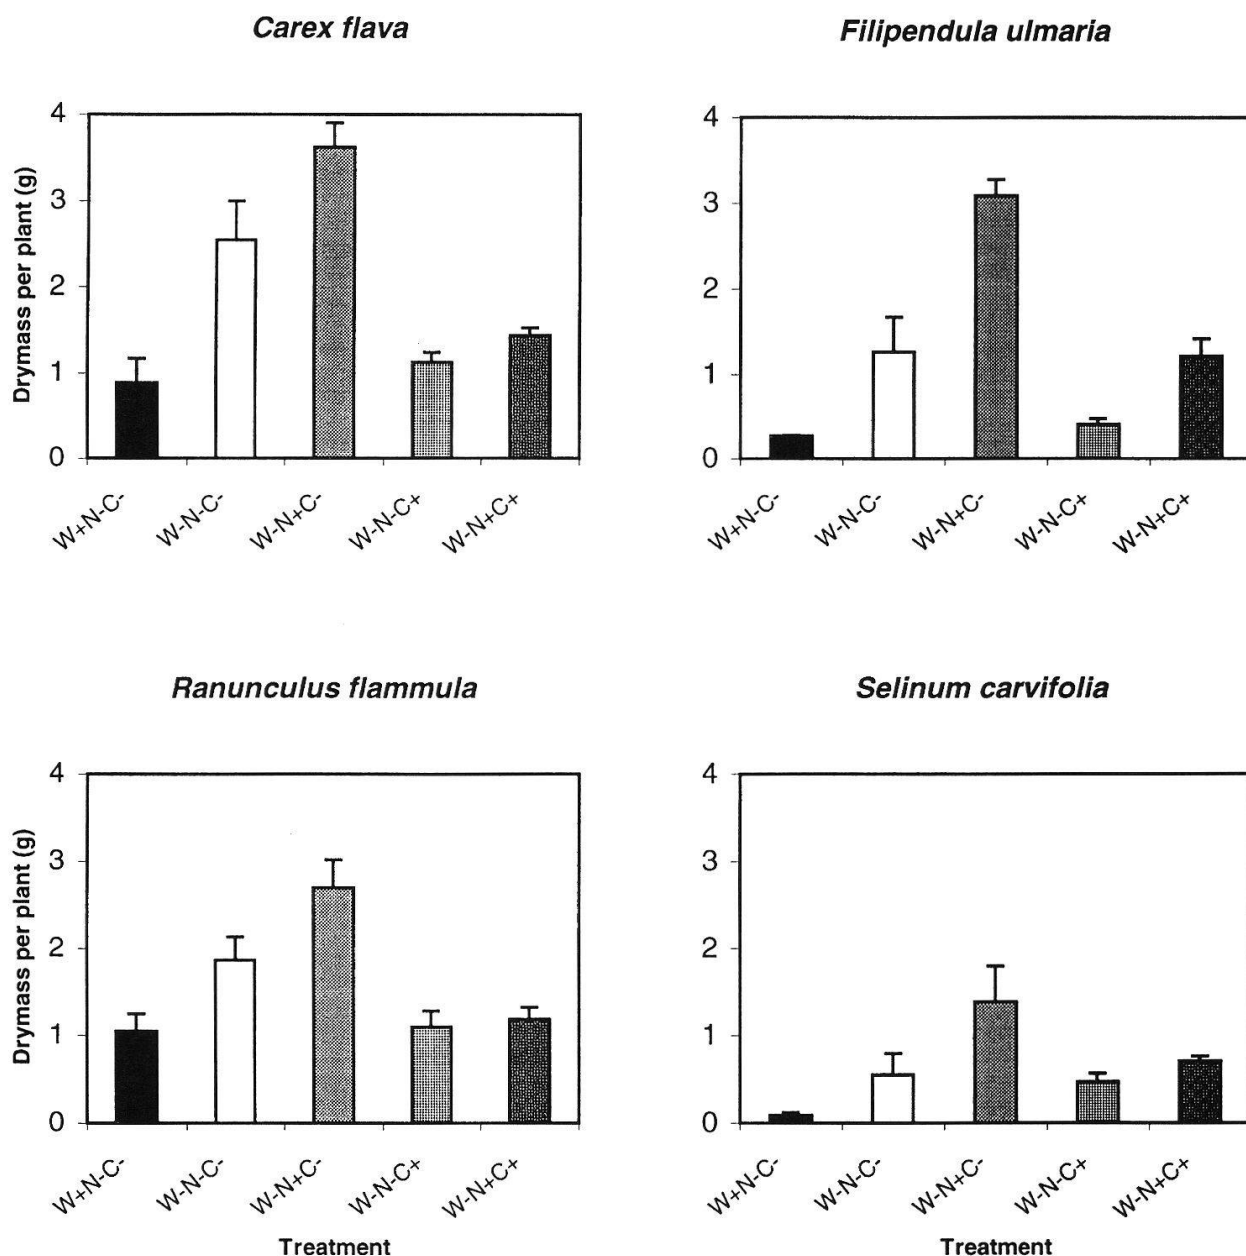 Carex flava
Filipendula ulmaria
Drymass per plant (g)
4
3
2
1
0
W+N-C-
W-N-C-
W-N+C-
W-N-C+
W-N+C+
4
3
2
1
0
W+N-C-
W-N-C-
W-N+C-
W-N-C+
W-N+C+
Ranunculus flammula
Selinum carvifolia
Drymass per plant (g)
4
3
2
1
0
W+N-C-
W-N-C-
W-N+C-
W-N-C+
W-N+C+
Treatment
4
3
2
1
0
W+N-C-
W-N-C-
W-N+C-
W-N-C+
W-N+C+
Treatment